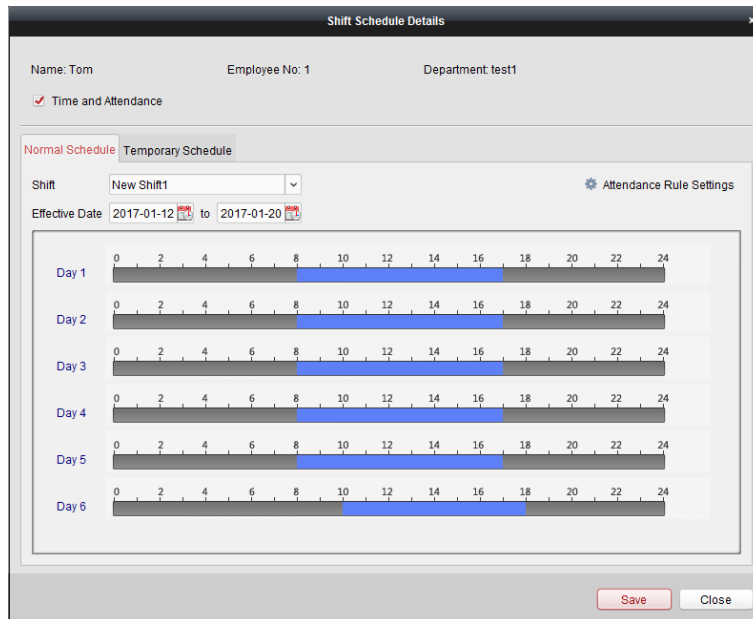 Shift Schedule Details
Name: Tom Employee No: 1 Department: test1
Time and Attendance
Normal Schedule Temporary Schedule
Shift New Shift1 Attendance Rule Settings
Effective Date 2017-01-12 to 2017-01-20
0 2 4 6 8 10 12 14 16 18 20 22 24
Day 1
0 2 4 6 8 10 12 14 16 18 20 22 24
Day 2
0 2 4 6 8 10 12 14 16 18 20 22 24
Day 3
0 2 4 6 8 10 12 14 16 18 20 22 24
Day 4
0 2 4 6 8 10 12 14 16 18 20 22 24
Day 5
0 2 4 6 8 10 12 14 16 18 20 22 24
Day 6
Save Close